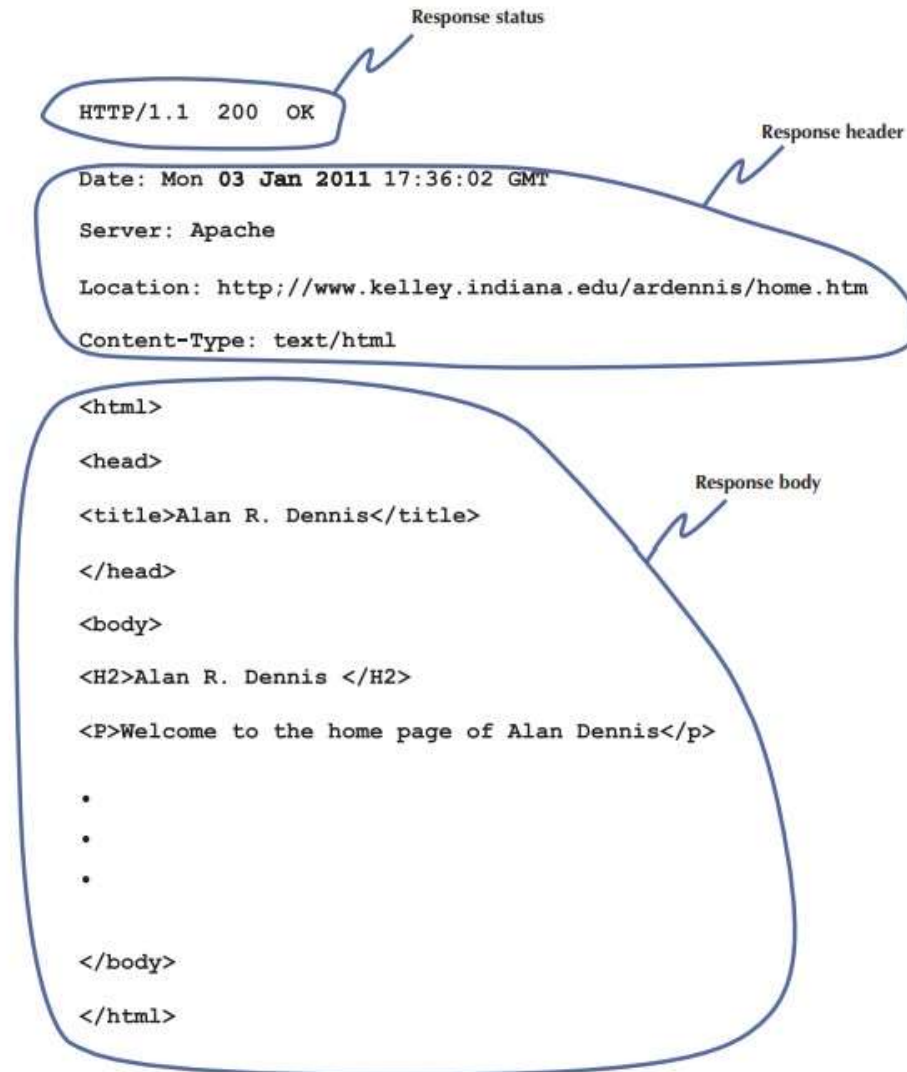 Response status
HTTP/1.1 200 OK
Response header
Date: Mon 03 Jan 2011 17:36:02 GMT
Server: Apache
Location: http;//www.kelley.indiana.edu/ardennis/home.htm
Content-Type: text/html
<html>
<head>
<title>Alan R. Dennis</title>
Response body
</head>
<body>
<H2>Alan R. Dennis </H2>
<P>Welcome to the home page of Alan Dennis</p>
•
•
•
</body>
</html>